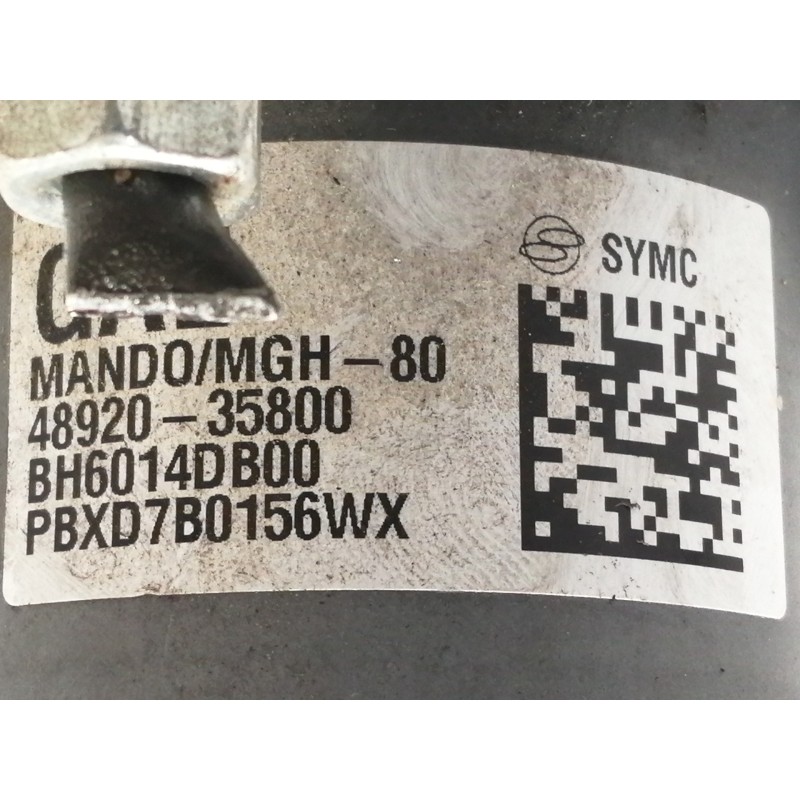 SYMC
MANDO/MGH-80
48920-35800
BH6014DB00
PBXD7B0156WX